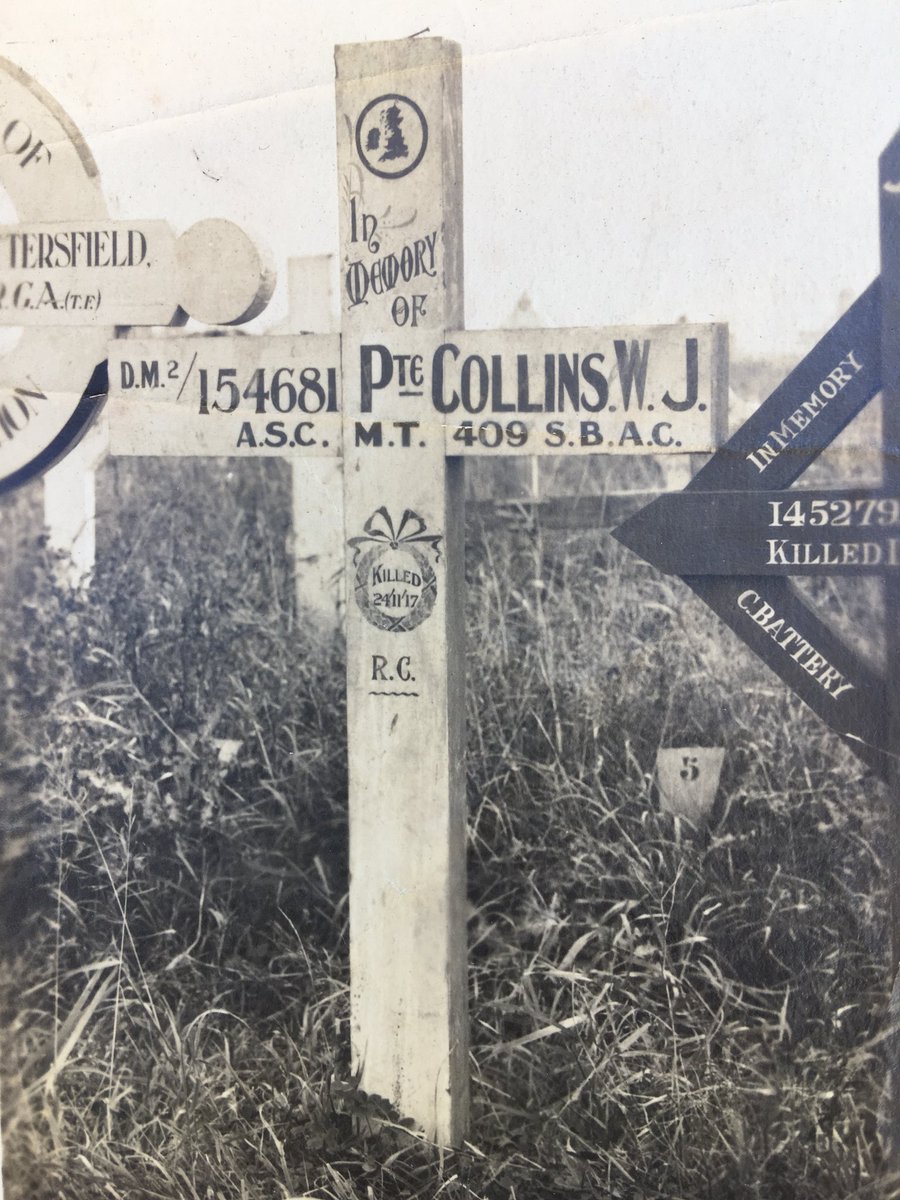 OF
TERSFIELD,
R.G.A.(T.F.)
ION
In
MEMORY
OF
D.M.2/154681 PTE COLLINS. W. J.
A.S.C. M.T. 409 S.B.A.C.
KILLED
24/11/17
R.C.
IN MEMORY
145279
KILLED
C. BATTERY
5